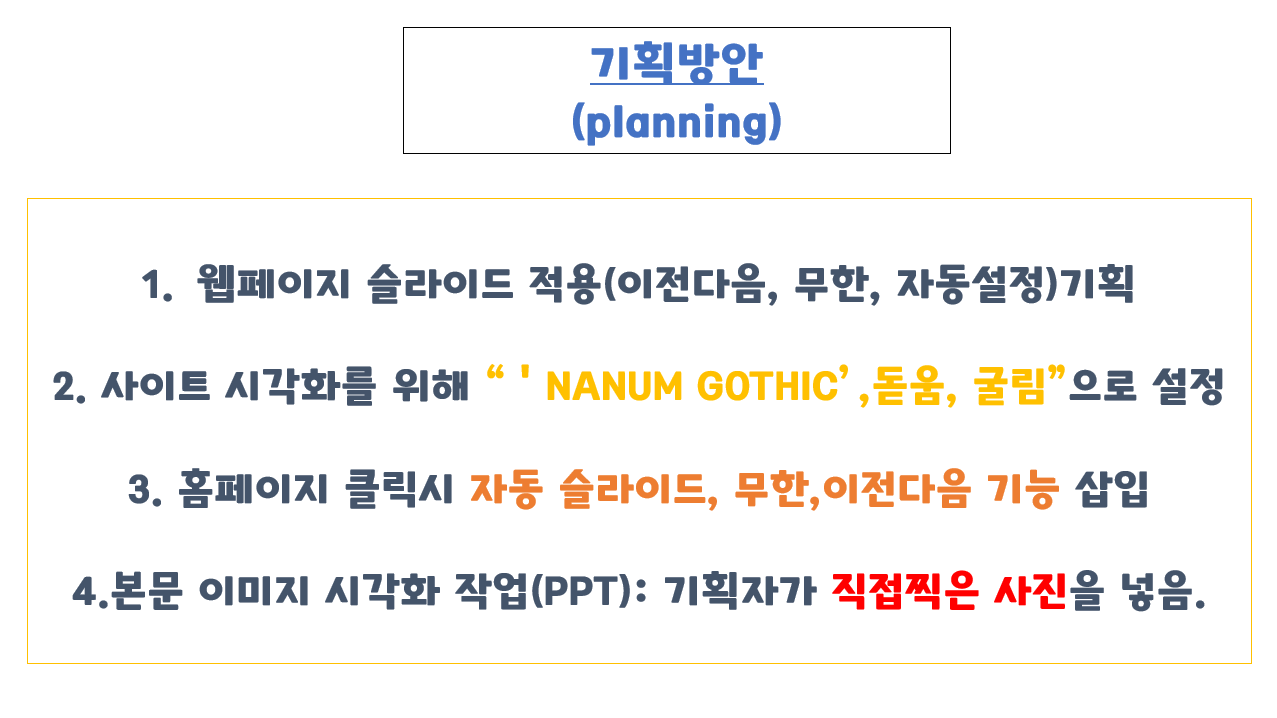 기획방안
(planning)
1. 웹페이지 슬라이드 적용(이전다음, 무한, 자동설정)기획
2. 사이트 시각화를 위해 “ ' NANUM GOTHIC’ ,돋움, 굴림”으로 설정
3. 홈페이지 클릭시 자동 슬라이드, 무한,이전다음 기능 삽입
4.본문 이미지 시각화 작업(PPT): 기획자가 직접찍은 사진을 넣음.